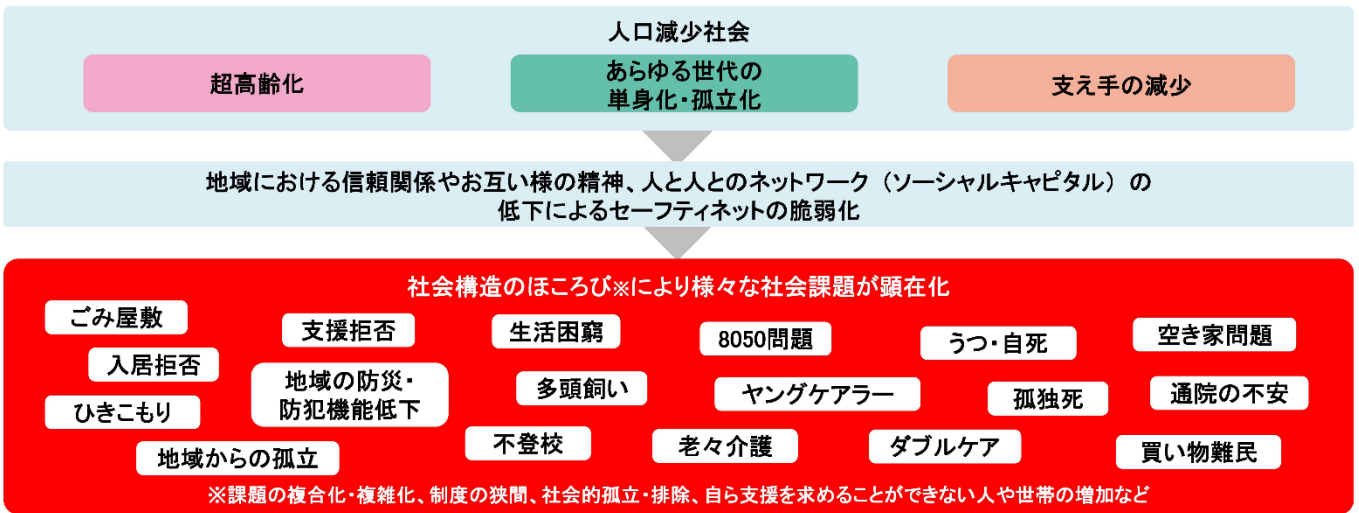 人口減少社会
超高齢化
あらゆる世代の
単身化・孤立化
支え手の減少
地域における信頼関係やお互い様の精神、人と人とのネットワーク（ソーシャルキャピタル）の
低下によるセーフティネットの脆弱化
社会構造のほころび※により様々な社会課題が顕在化
ごみ屋敷
支援拒否
生活困窮
8050問題
うつ・自死
空き家問題
入居拒否
地域の防災・
防犯機能低下
多頭飼い
ヤングケアラー
孤独死
通院の不安
ひきこもり
地域からの孤立
不登校
老々介護
ダブルケア
買い物難民
※課題の複合化・複雑化、制度の狭間、社会的孤立・排除、自ら支援を求めることができない人や世帯の増加など